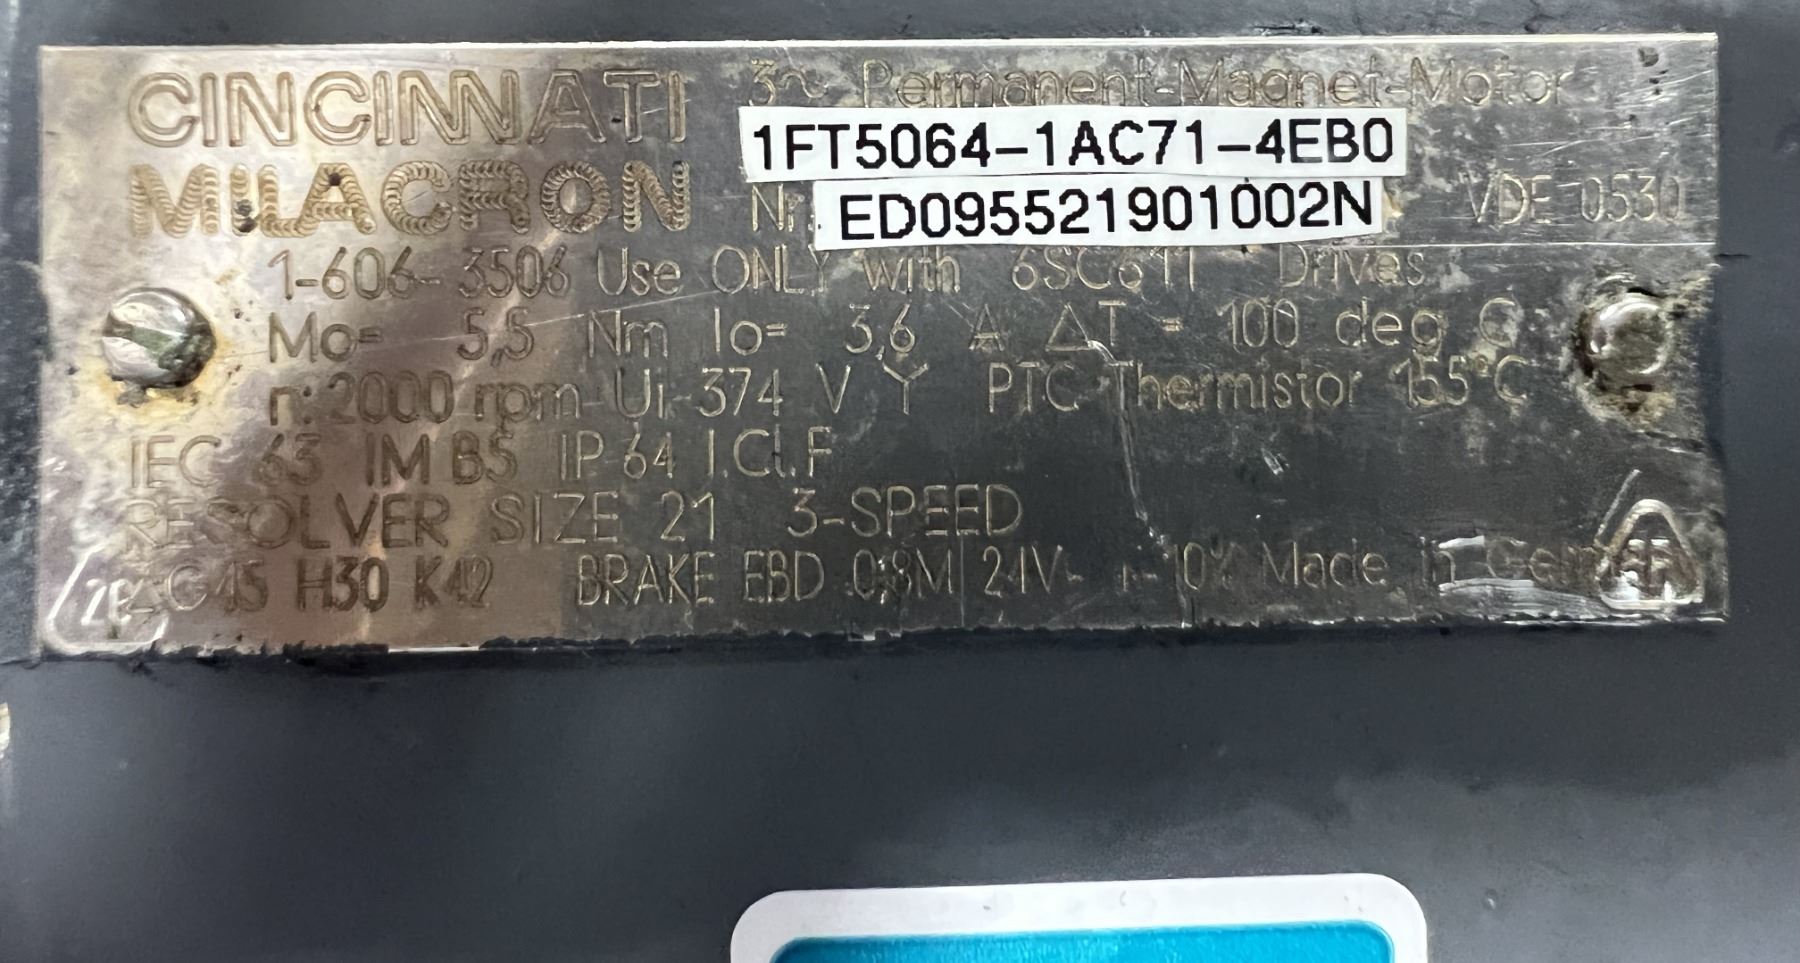 CINCINNATI
MILACRON
3~ Permanent-Magnet-Motor
1FT5064-1AC71-4EB0
Nr. ED095521901002N VDE 0530
1-606-3506 Use ONLY with 6SC611 Drives
Mo= 5,5 Nm Io= 3,6 A ΔT = 100 deg C
n: 2000 rpm Ui 374 V Y PTC-Thermistor 155°C
IEC 63 IM B5 IP 64 I.Cl.F
RESOLVER SIZE 21 3-SPEED
G45 H30 K42 BRAKE EBD 0,8M 24V- 10% Made in